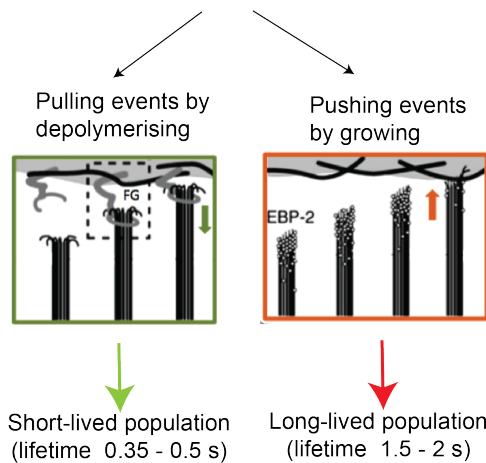 Pulling events by
depolymerising
Pushing events
by growing
FG
EBP-2
Short-lived population
(lifetime 0.35 - 0.5 s)
Long-lived population
(lifetime 1.5 - 2 s)